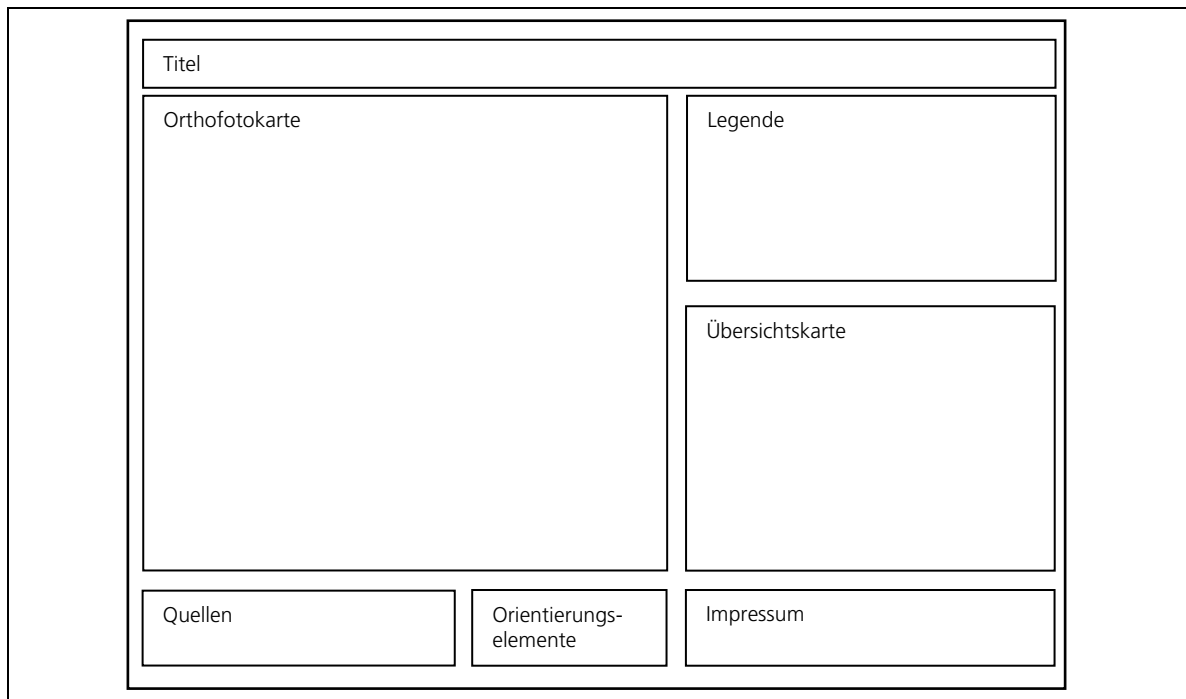 Titel
Orthofotokarte
Legende
Übersichtskarte
Quellen
Orientierungs-
elemente
Impressum